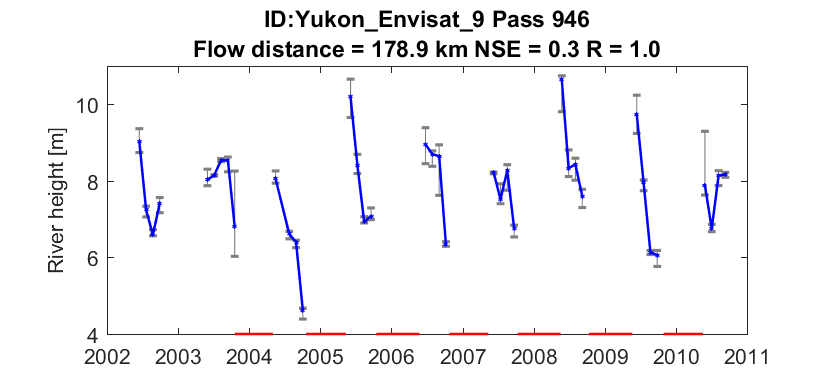 ID:Yukon_Envisat_9 Pass 946
Flow distance = 178.9 km NSE = 0.3 R = 1.0
River height [m]
10
8
6
4
2002 2003 2004 2005 2006 2007 2008 2009 2010 2011